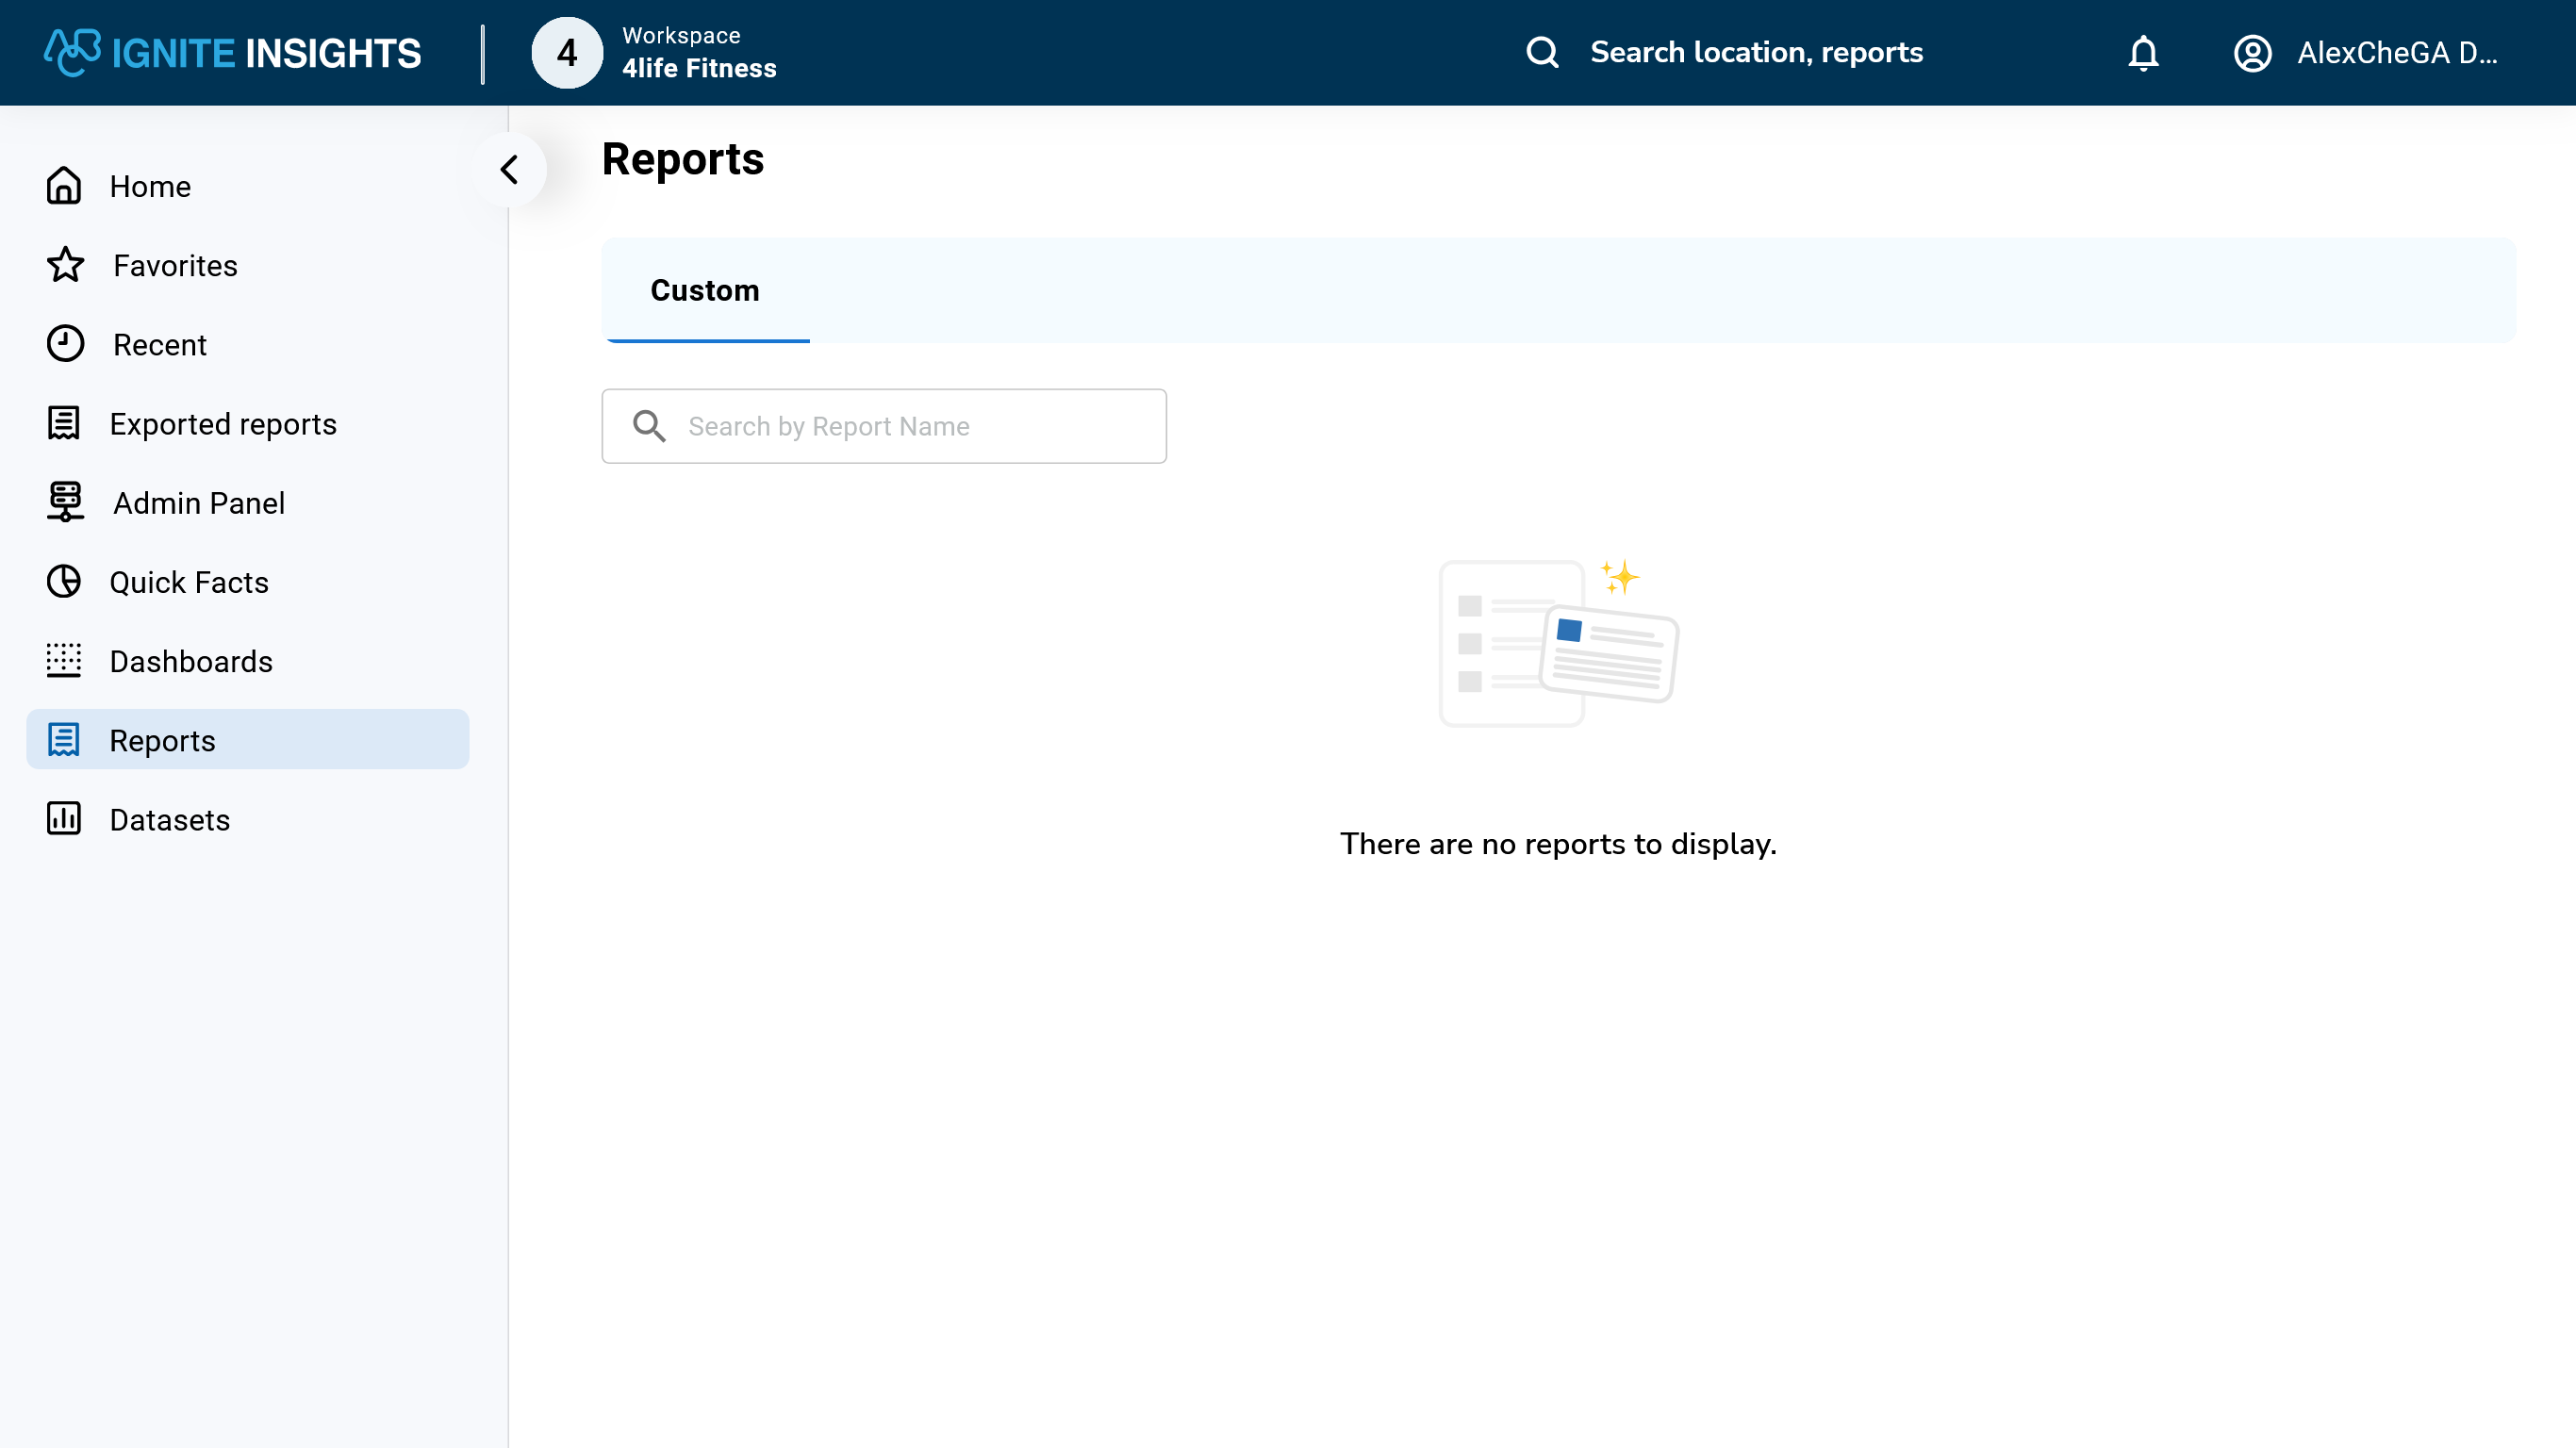 IGNITE INSIGHTS
4
Workspace
4life Fitness
Search location, reports
AlexCheGA D...
Home
Favorites
Recent
Exported reports
Admin Panel
Quick Facts
Dashboards
Reports
Datasets
Reports
Custom
Search by Report Name
There are no reports to display.